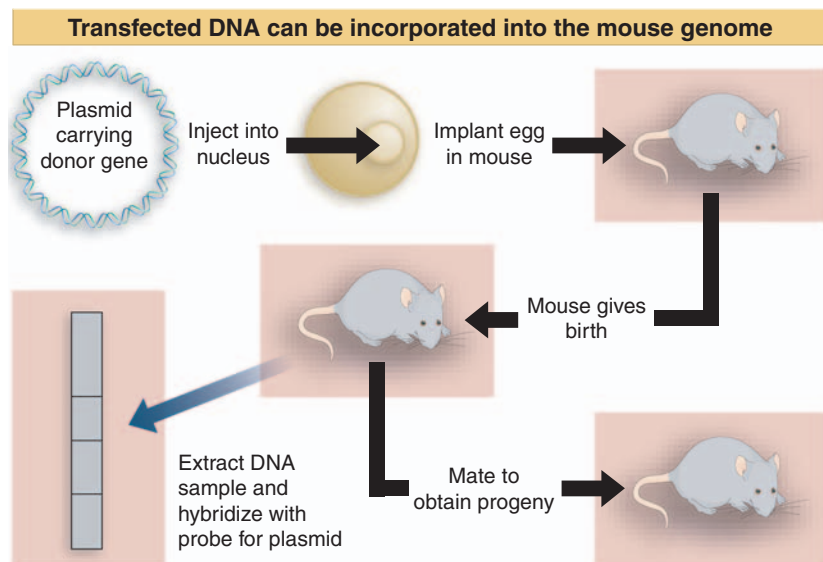 Transfected DNA can be incorporated into the mouse genome
Plasmid
carrying
donor gene
Inject into
nucleus
Implant egg
in mouse
Mouse gives
birth
Extract DNA
sample and
hybridize with
probe for plasmid
Mate to
obtain progeny